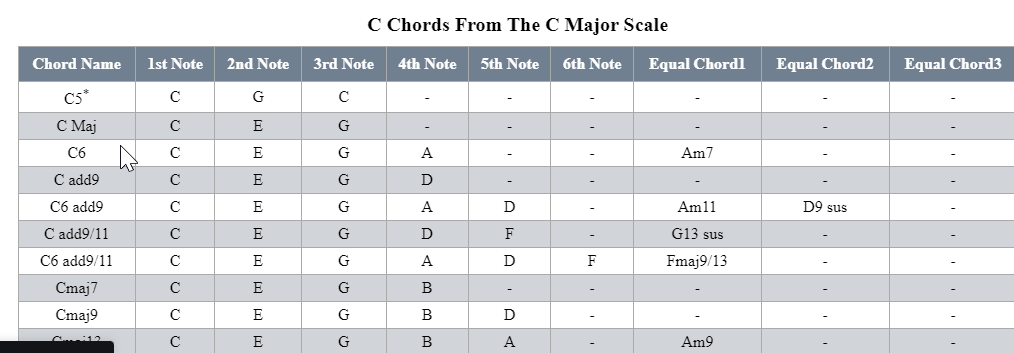 C Chords From The C Major Scale
Chord Name 1st Note 2nd Note 3rd Note 4th Note 5th Note 6th Note Equal Chord1 Equal Chord2 Equal Chord3
C5* C G C - - - - - -
C Maj C E G - - - - - -
C6 C E G A - - Am7 - -
C add9 C E G D - - - - -
C6 add9 C E G A D - Am11 D9 sus -
C add9/11 C E G D F - G13 sus - -
C6 add9/11 C E G A D F Fmaj9/13 - -
Cmaj7 C E G B - - - - -
Cmaj9 C E G B D - - - -
Cmaj13 C E G B A - Am9 - -